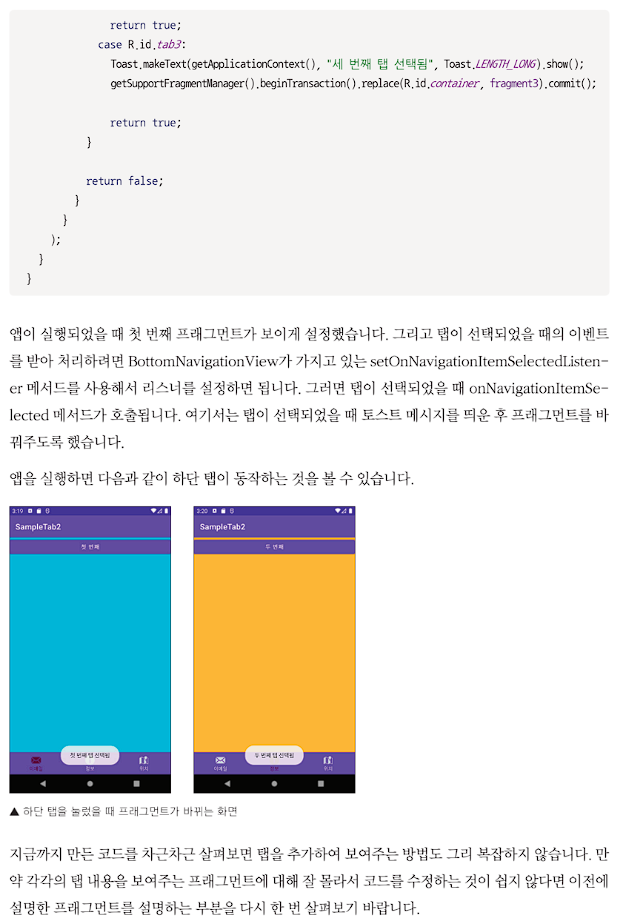 return true;
case R.id.tab3:
Toast.makeText(getApplicationContext(), "세 번째 탭 선택됨", Toast.LENGTH_LONG).show();
getSupportFragmentManager().beginTransaction().replace(R.id.container, fragment3).commit();
return true;
}
return false;
}
}
);
}
}
앱이 실행되었을 때 첫 번째 프래그먼트가 보이게 설정했습니다. 그리고 탭이 선택되었을 때의 이벤트
를 받아 처리하려면 BottomNavigationView가 가지고 있는 setOnNavigationItemSelectedListen-
er 메서드를 사용해서 리스너를 설정하면 됩니다. 그러면 탭이 선택되었을 때 onNavigationItemSe-
lected 메서드가 호출됩니다. 여기서는 탭이 선택되었을 때 토스트 메시지를 띄운 후 프래그먼트를 바
꿔주도록 했습니다.
앱을 실행하면 다음과 같이 하단 탭이 동작하는 것을 볼 수 있습니다.
3:19
SampleTab2
첫 번째
첫 번째 탭 선택됨
이메일 정보 위치
3:20
SampleTab2
두 번째
두 번째 탭 선택됨
이메일 정보 위치
▲ 하단 탭을 눌렀을 때 프래그먼트가 바뀌는 화면
지금까지 만든 코드를 차근차근 살펴보면 탭을 추가하여 보여주는 방법도 그리 복잡하지 않습니다. 만
약 각각의 탭 내용을 보여주는 프래그먼트에 대해 잘 몰라서 코드를 수정하는 것이 쉽지 않다면 이전에
설명한 프래그먼트를 설명하는 부분을 다시 한 번 살펴보기 바랍니다.